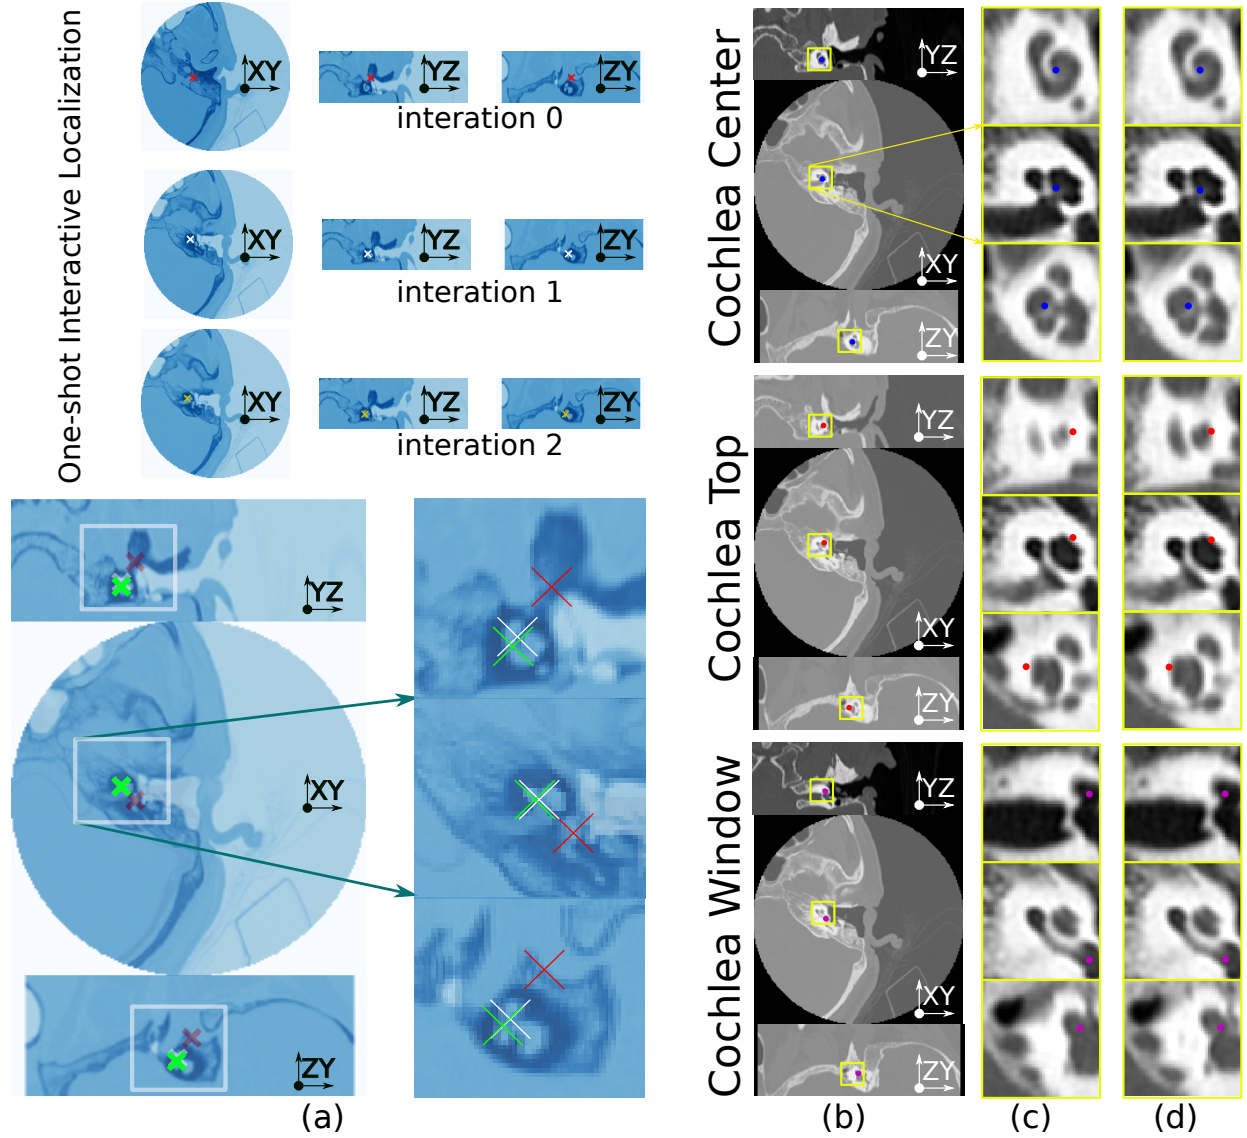 One-shot Interactive Localization
XY
YZ
ZY
interation 0
XY
YZ
ZY
interation 1
XY
YZ
ZY
interation 2
YZ
XY
ZY
(a)
Cochlea Center
YZ
XY
ZY
Cochlea Top
YZ
XY
ZY
Cochlea Window
YZ
XY
ZY
(b)
(c)
(d)